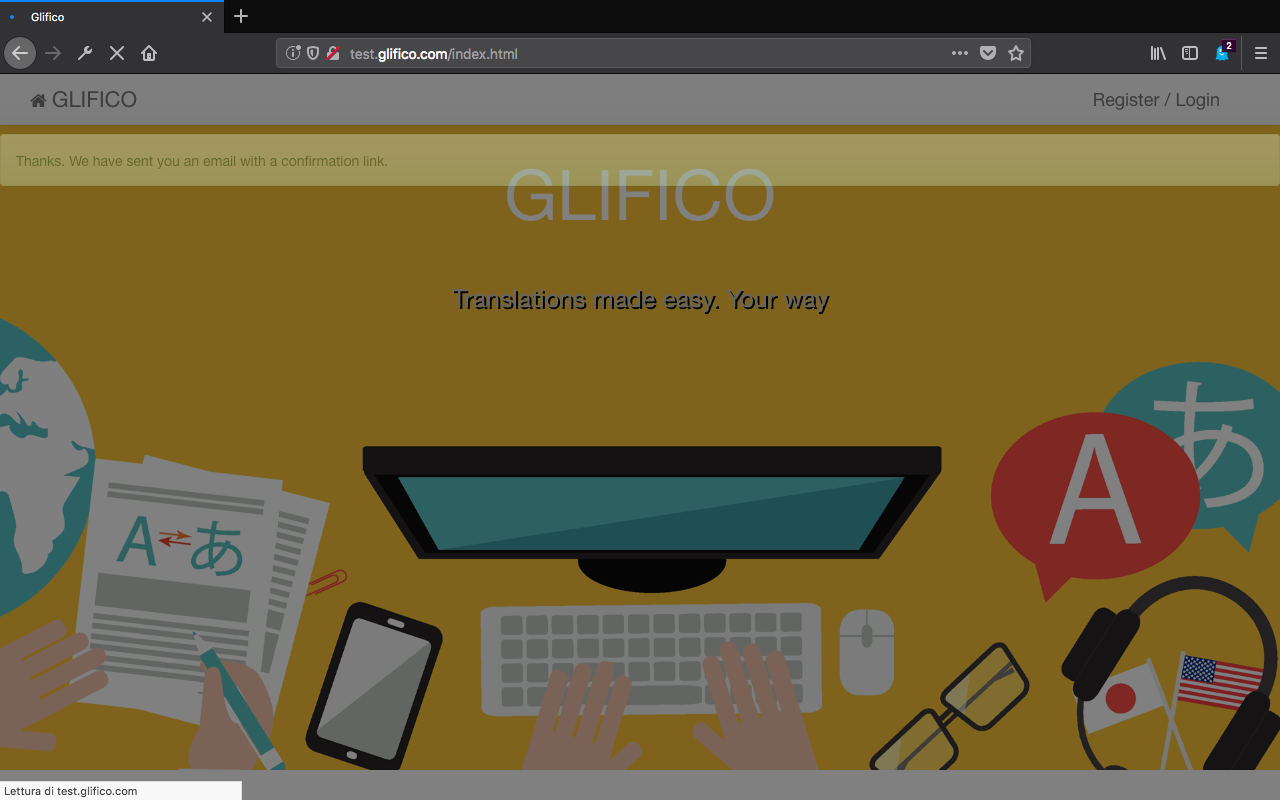 Glifico
test.glifico.com/index.html
2
GLIFICO
Register / Login
Thanks. We have sent you an email with a confirmation link.
GLIFICO
Translations made easy. Your way
あ
A
A
あ
Lettura di test.glifico.com